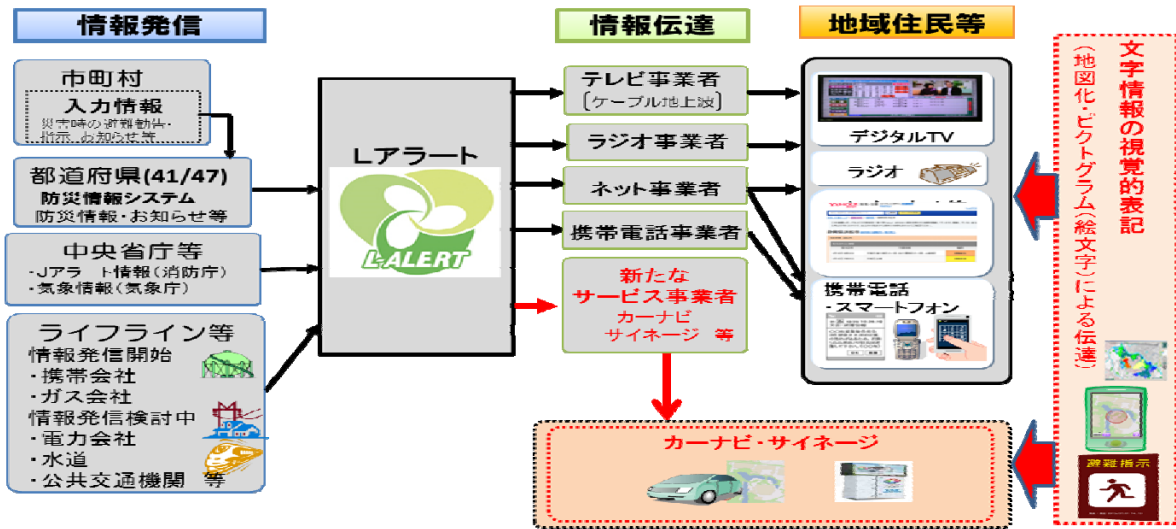 情報発信
情報伝達
地域住民等
市町村
入力情報
災害時の避難勧告・
指示、お知らせ等
都道府県(41/47)
防災情報システム
防災情報・お知らせ等
中央省庁等
・Jアラート情報(消防庁)
・気象情報(気象庁)
ライフライン等
情報発信開始
・携帯会社
・ガス会社
情報発信検討中
・電力会社
・水道
・公共交通機関 等
Lアラート
L-ALERT
テレビ事業者
(ケーブル地上波)
ラジオ事業者
ネット事業者
携帯電話事業者
新たな
サービス事業者
カーナビ
サイネージ 等
デジタルTV
ラジオ
携帯電話
・スマートフォン
カーナビ・サイネージ
文字情報の視覚的表記
(地図化・ピクトグラム(絵文字)による伝達)
避難指示